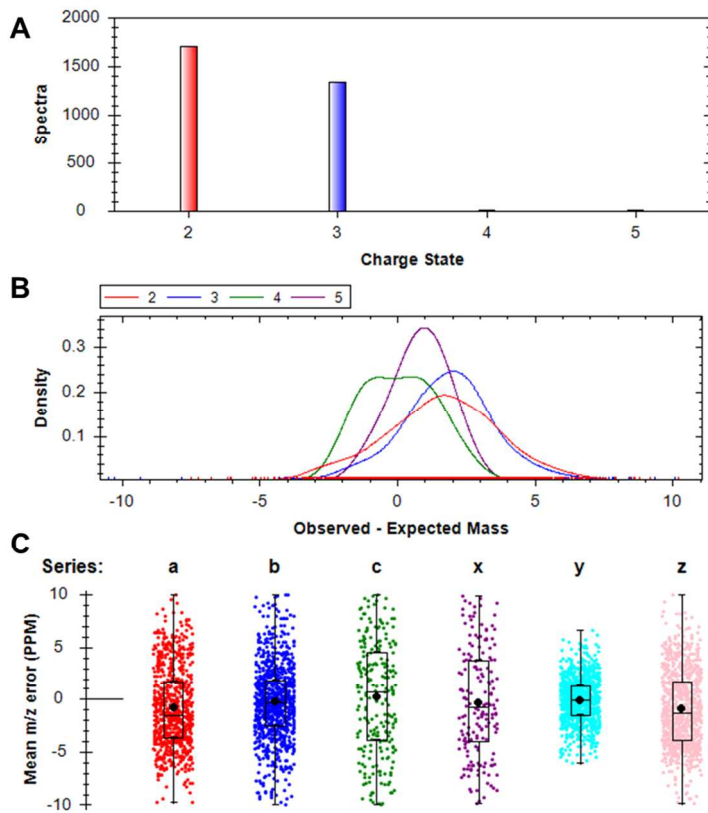 A
2000
1500
1000
500
0
Spectra
2 3 4 5
Charge State
B
2 3 4 5
0.3
0.2
0.1
Density
-10 -5 0 5 10
Observed - Expected Mass
C
Series: a b c x y z
10
5
0
-5
-10
Mean m/z error (PPM)